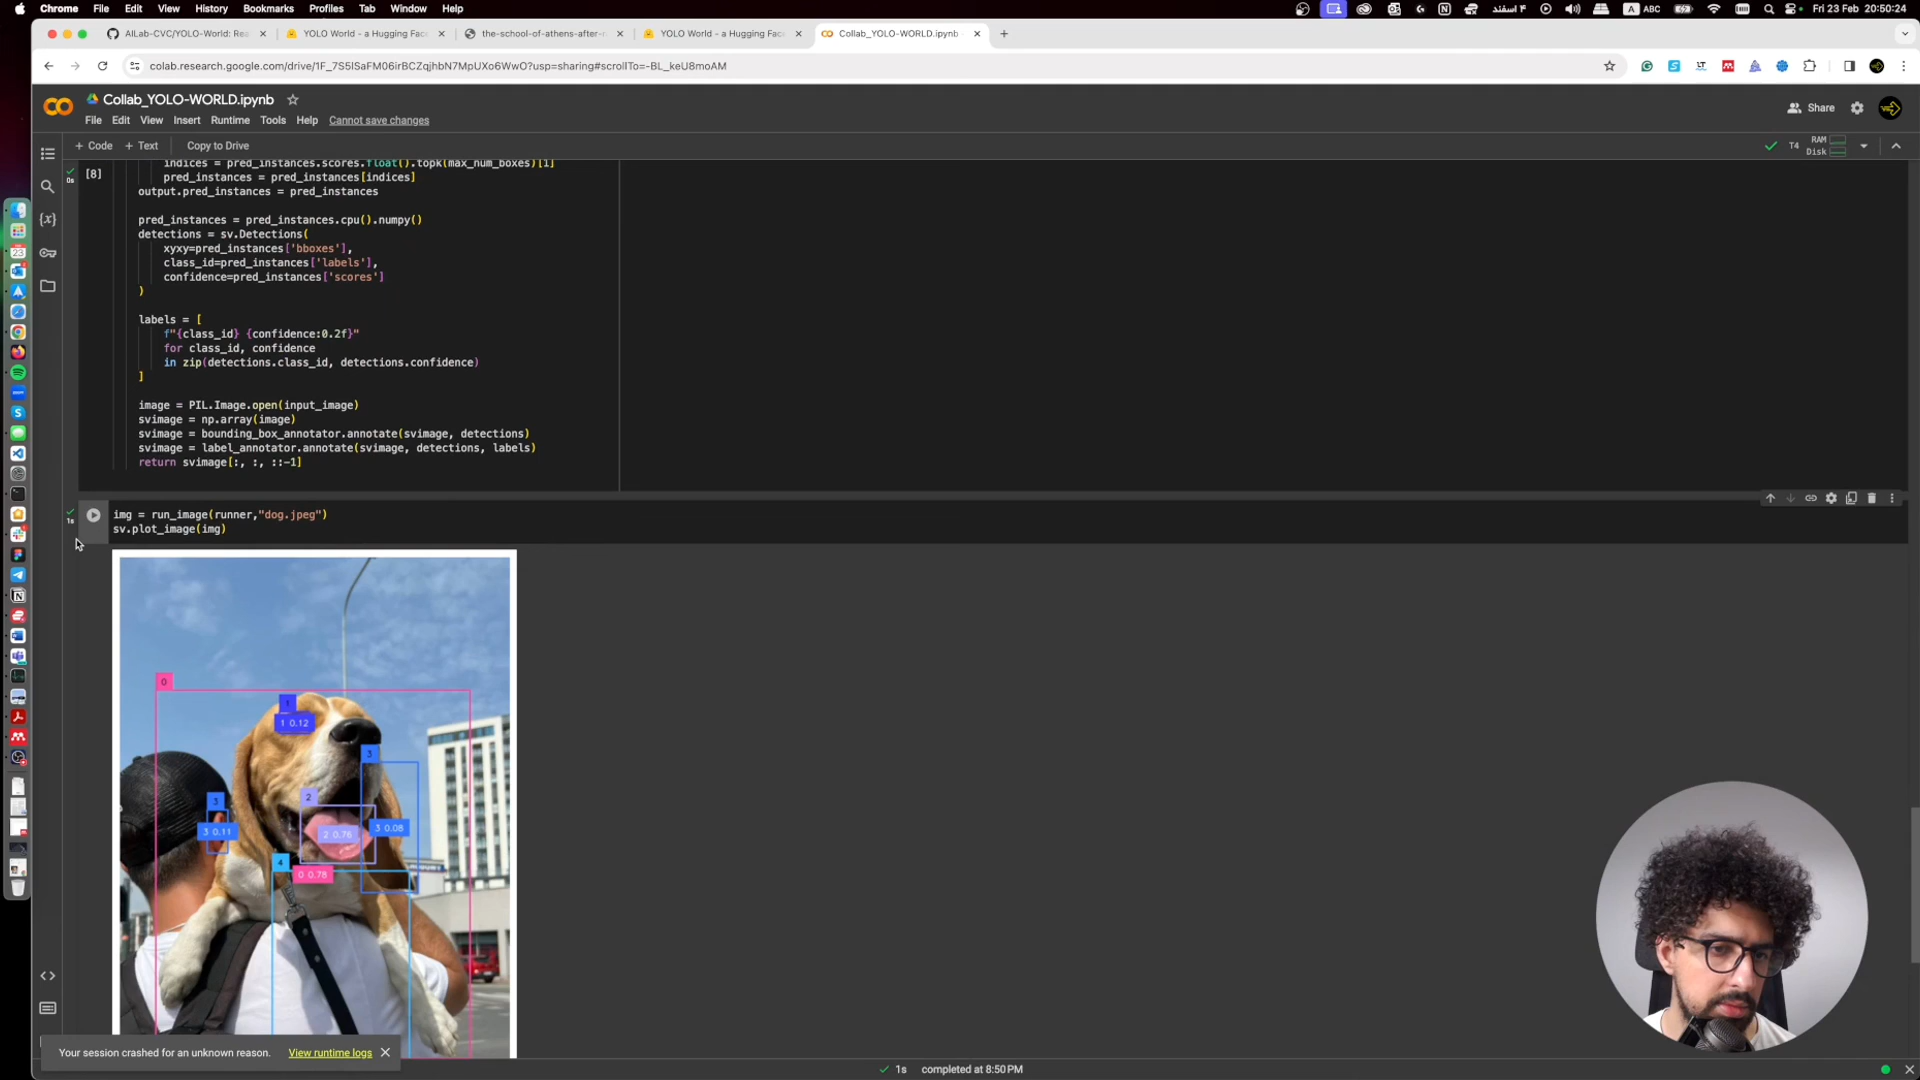 Chrome File Edit View History Bookmarks Profiles Tab Window Help
۴ اسفند ABC Fri 23 Feb 20:50:24
AILab-CVC/YOLO-World: Rea
YOLO World - a Hugging Fac
the-school-of-athens-after-r
YOLO World - a Hugging Fac
Collab_YOLO-WORLD.ipynb
colab.research.google.com/drive/1F_7S5lSaFM06irBCZqjhbN7MpUXo6WwO?usp=sharing#scrollTo=-BL_keU8moAM
Collab_YOLO-WORLD.ipynb
Share
File Edit View Insert Runtime Tools Help Cannot save changes
+ Code + Text Copy to Drive
T4 RAM Disk
indices = pred_instances.scores.float().topk(max_num_boxes)[1]
[8]
0s
pred_instances = pred_instances[indices]
output.pred_instances = pred_instances
pred_instances = pred_instances.cpu().numpy()
detections = sv.Detections(
xyxy=pred_instances['bboxes'],
class_id=pred_instances['labels'],
confidence=pred_instances['scores']
)
labels = [
f"{class_id} {confidence:0.2f}"
for class_id, confidence
in zip(detections.class_id, detections.confidence)
]
image = PIL.Image.open(input_image)
svimage = np.array(image)
svimage = bounding_box_annotator.annotate(svimage, detections)
svimage = label_annotator.annotate(svimage, detections, labels)
return svimage[:, :, ::-1]
1s
img = run_image(runner,"dog.jpeg")
sv.plot_image(img)
0
1
1 0.12
3
2
3
3 0.11
2 0.76
3 0.08
4
0 0.78
Your session crashed for an unknown reason. View runtime logs
1s completed at 8:50 PM